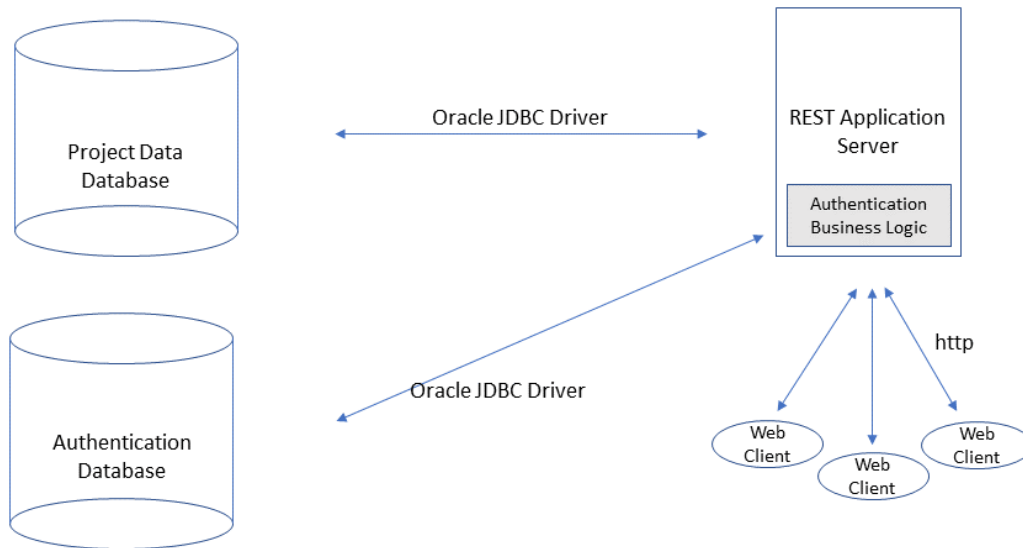 Oracle JDBC Driver
REST Application
Server
Project Data
Database
Authentication
Business Logic
http
Oracle JDBC Driver
Authentication
Database
Web
Client
Web
Client
Web
Client